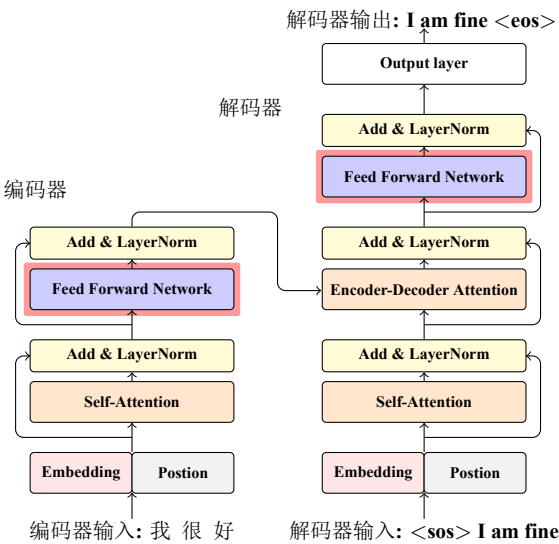 解码器输出: I am fine <eos>
Output layer
解码器
Add & LayerNorm
Feed Forward Network
编码器
Add & LayerNorm
Add & LayerNorm
Feed Forward Network
Encoder-Decoder Attention
Add & LayerNorm
Add & LayerNorm
Self-Attention
Self-Attention
Embedding Postion
Embedding Postion
编码器输入: 我 很 好
解码器输入: <sos> I am fine